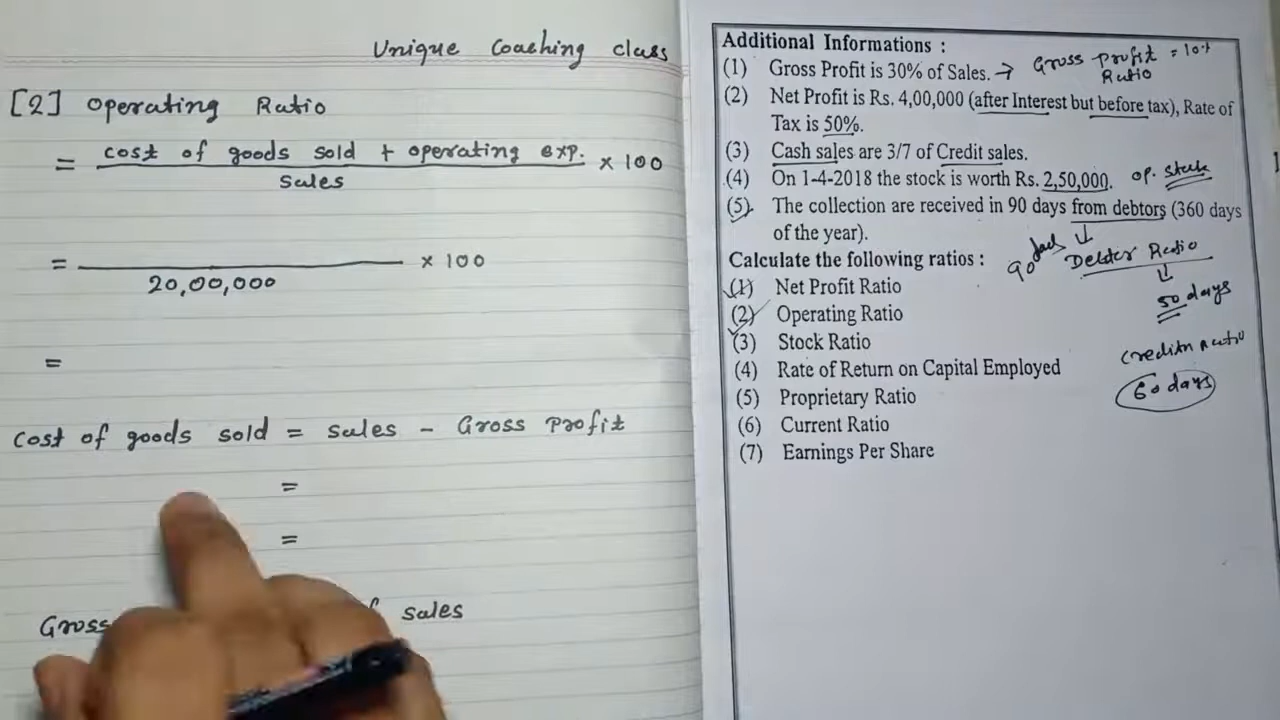 Unique Coaching class
[2] Operating Ratio
= cost of goods sold + operating exp. × 100
sales
= × 100
20,00,000
=
Cost of goods sold = sales - Gross Profit
=
=
Gross of sales
Additional Informations :
(1) Gross Profit is 30% of Sales. → Gross Profit = 10%
Ratio
(2) Net Profit is Rs. 4,00,000 (after Interest but before tax), Rate of
Tax is 50%.
(3) Cash sales are 3/7 of Credit sales.
(4) On 1-4-2018 the stock is worth Rs. 2,50,000. op. stock
(5) The collection are received in 90 days from debtors (360 days
of the year).
90 days Debtor Ratio
Calculate the following ratios :
(1) Net Profit Ratio
50 days
(2) Operating Ratio
(3) Stock Ratio
(4) Rate of Return on Capital Employed
60 days
(5) Proprietary Ratio
(6) Current Ratio
(7) Earnings Per Share